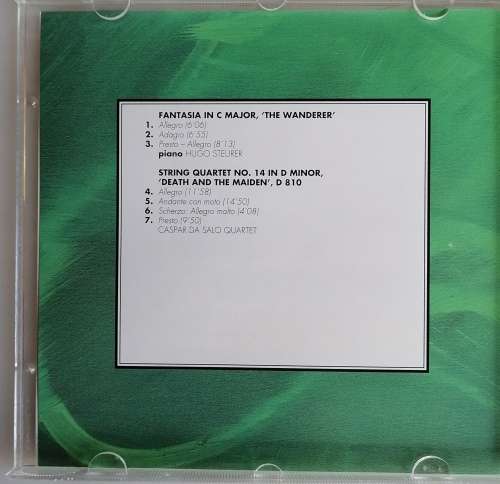 FANTASIA IN C MAJOR, 'THE WANDERER'
1. Allegro (6'06)
2. Adagio (6'55)
3. Presto – Allegro (8'13)
piano HUGO STEURER
STRING QUARTET NO. 14 IN D MINOR,
'DEATH AND THE MAIDEN', D 810
4. Allegro (11'58)
5. Andante con moto (14'50)
6. Scherzo: Allegro molto (4'08)
7. Presto (9'50)
CASPAR DA SALO QUARTET